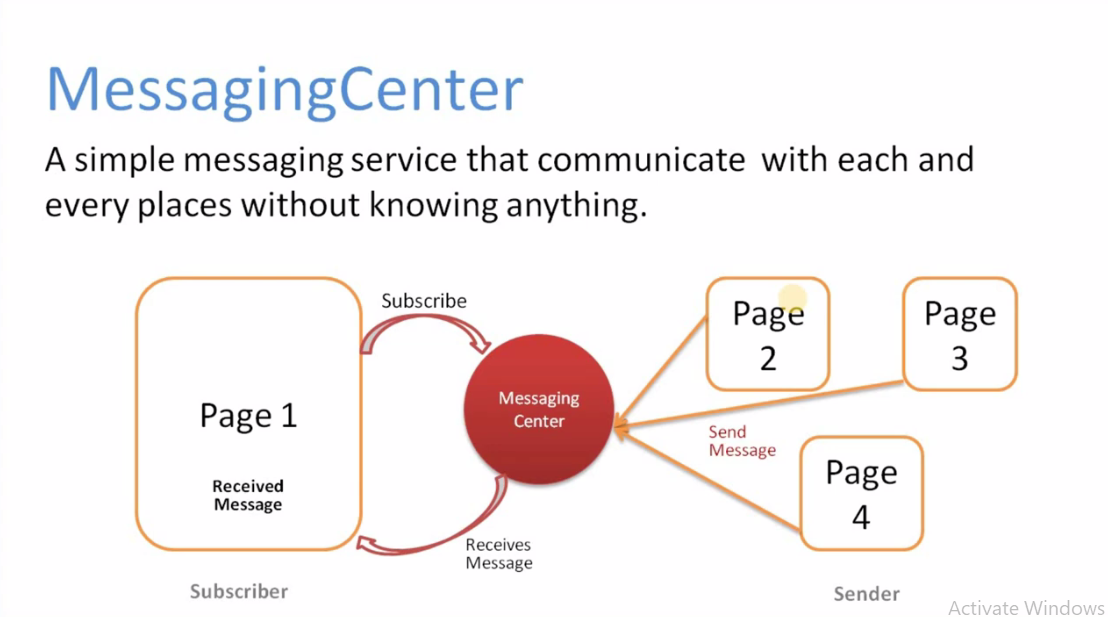 MessagingCenter
A simple messaging service that communicate with each and
every places without knowing anything.
Subscribe
Page 1
Received
Message
Subscriber
Messaging
Center
Receives
Message
Page
2
Page
3
Send
Message
Page
4
Sender
Activate Windows